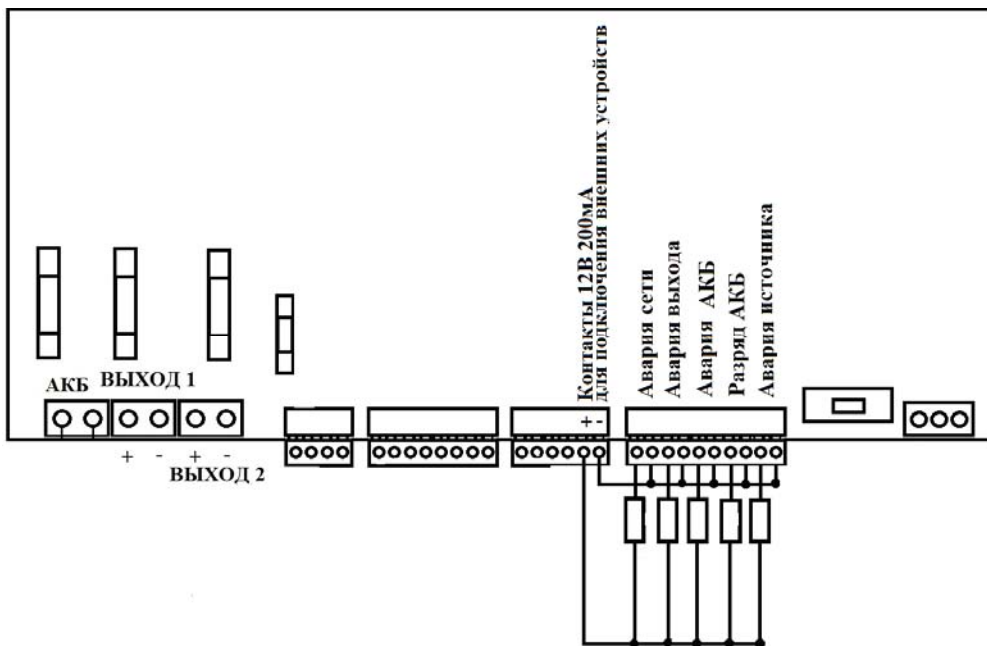 Контакты 12В 200мА
для подключения внешних устройств
Авария сети
Авария выхода
Авария АКБ
Разряд АКБ
Авария источника
АКБ
ВЫХОД 1
+ -
+ - + -
ВЫХОД 2